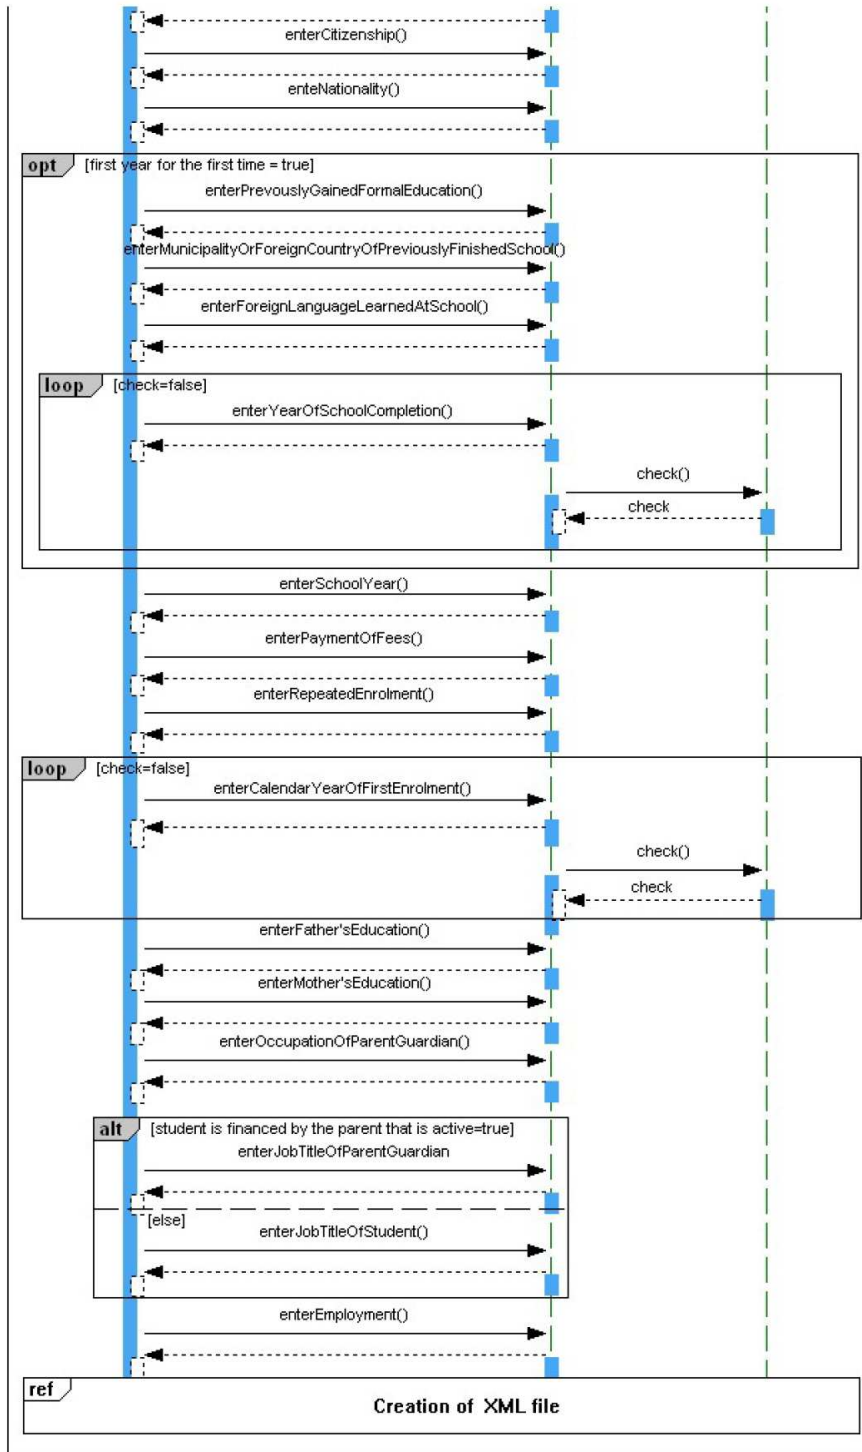 enterCitizenship()
enteNationality()
opt [first year for the first time = true]
enterPrevouslyGainedFormalEducation()
enterMunicipalityOrForeignCountryOfPreviouslyFinishedSchool()
enterForeignLanguageLearnedAtSchool()
loop [check=false]
enterYearOfSchoolCompletion()
check()
check
enterSchoolYear()
enterPaymentOfFees()
enterRepeatedEnrolment()
loop [check=false]
enterCalendarYearOfFirstEnrolment()
check()
check
enterFather'sEducation()
enterMother'sEducation()
enterOccupationOfParentGuardian()
alt [student is financed by the parent that is active=true]
enterJobTitleOfParentGuardian
[else]
enterJobTitleOfStudent()
enterEmployment()
ref
Creation of XML file